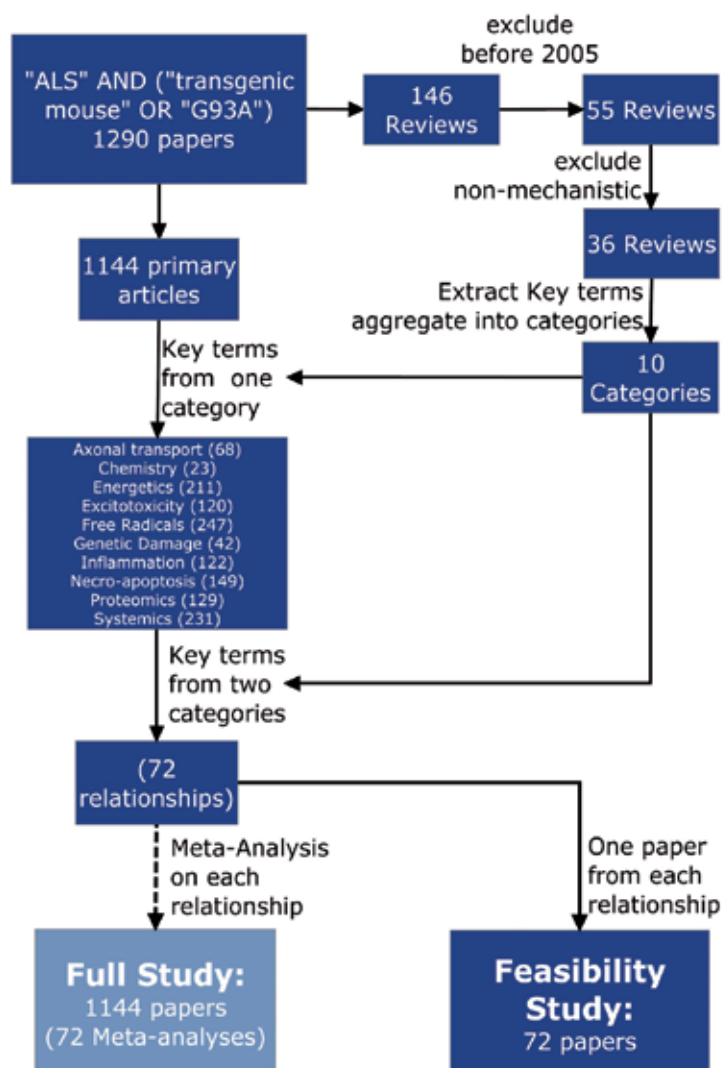 "ALS" AND ("transgenic
mouse" OR "G93A")
1290 papers
exclude
before 2005
146
Reviews
55 Reviews
exclude
non-mechanistic
36 Reviews
1144 primary
articles
Extract Key terms
aggregate into categories
10
Categories
Key terms
from one
category
Axonal transport (68)
Chemistry (23)
Energetics (211)
Excitotoxicity (120)
Free Radicals (247)
Genetic Damage (42)
Inflammation (122)
Necro-apoptosis (149)
Proteomics (129)
Systemics (231)
Key terms
from two
categories
(72
relationships)
Meta-Analysis
on each
relationship
One paper
from each
relationship
Full Study:
1144 papers
(72 Meta-analyses)
Feasibility
Study:
72 papers